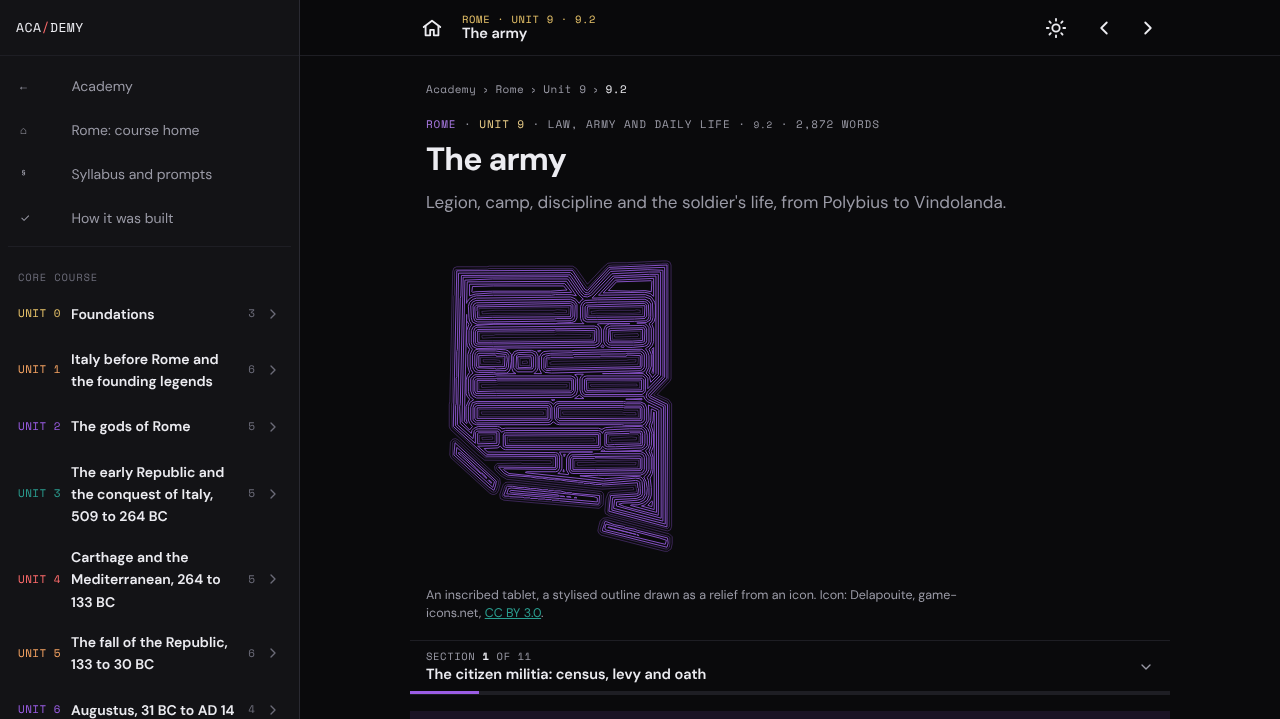 ACA/DEMY
← Academy
⌂ Rome: course home
§ Syllabus and prompts
✓ How it was built
CORE COURSE
UNIT 0 Foundations 3
UNIT 1 Italy before Rome and
the founding legends 6
UNIT 2 The gods of Rome 5
UNIT 3 The early Republic and
the conquest of Italy,
509 to 264 BC 5
UNIT 4 Carthage and the
Mediterranean, 264 to
133 BC 5
UNIT 5 The fall of the Republic,
133 to 30 BC 6
UNIT 6 Augustus, 31 BC to AD 14 4
ROME · UNIT 9 · 9.2
The army
Academy › Rome › Unit 9 › 9.2
ROME · UNIT 9 · LAW, ARMY AND DAILY LIFE · 9.2 · 2,872 WORDS
The army
Legion, camp, discipline and the soldier's life, from Polybius to Vindolanda.
An inscribed tablet, a stylised outline drawn as a relief from an icon. Icon: Delapouite, game-
icons.net, CC BY 3.0.
SECTION 1 OF 11
The citizen militia: census, levy and oath